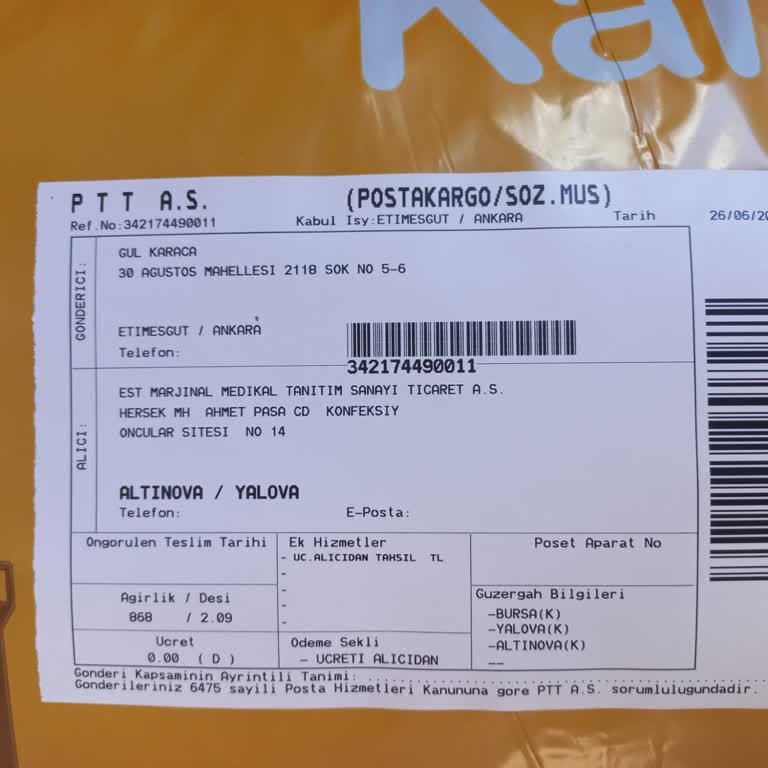 Kar
P T T A.S.
(POSTAKARGO/SOZ.MUS)
Ref.No:342174490011
Kabul Isy:ETIMESGUT / ANKARA
Tarih
26/06/20
GONDERICI:
GUL KARACA
30 AGUSTOS MAHELLESI 2118 SOK NO 5-6
ETIMESGUT / ANKARA
Telefon:
342174490011
ALICI:
EST MARJINAL MEDIKAL TANITIM SANAYI TICARET A.S.
HERSEK MH AHMET PASA CD KONFEKSIY
ONCULAR SITESI NO 14
ALTINOVA / YALOVA
Telefon:
E-Posta:
Ongorulen Teslim Tarihi
Ek Hizmetler
- UC.ALICIDAN TAHSIL TL
-
-
-
-
Poset Aparat No
Agirlik / Desi
868 / 2.09
Guzergah Bilgileri
-BURSA(K)
-YALOVA(K)
-ALTINOVA(K)
--
Ucret
0.00 ( D )
Odeme Sekli
- UCRETI ALICIDAN
Gonderi Kapsaminin Ayrintili Tanimi: ..........
Gonderileriniz 6475 sayili Posta Hizmetleri Kanununa gore PTT A.S. sorumlulugundadir.